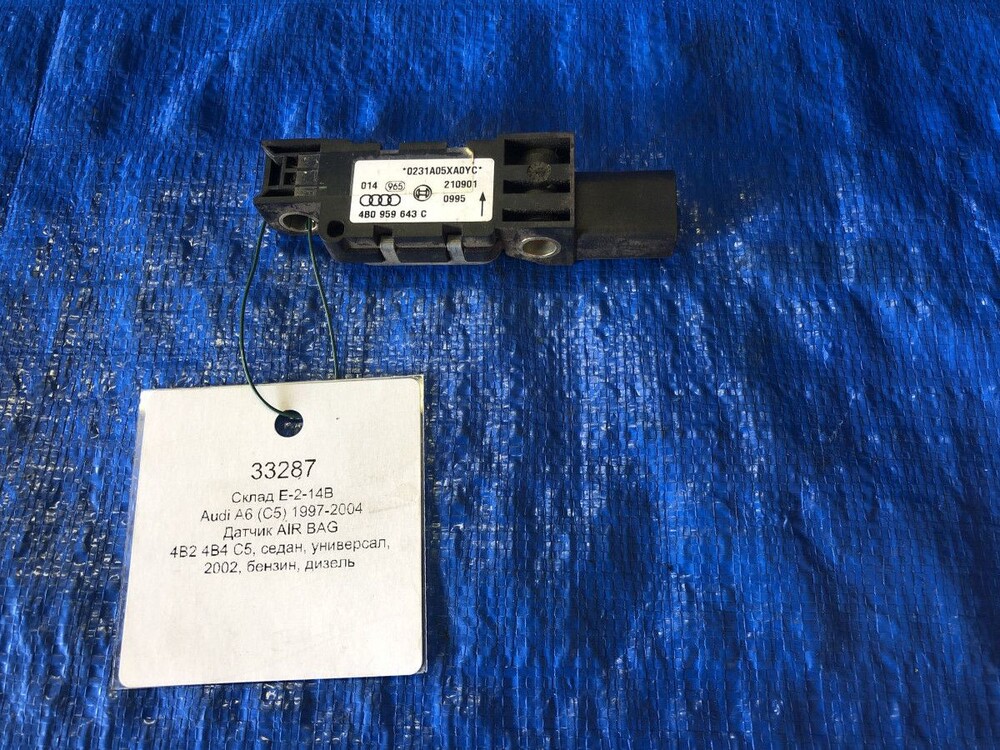 *0231A05XA0YC*
014 965 210901
0995
4B0 959 643 C
33287
Склад E-2-14B
Audi A6 (C5) 1997-2004
Датчик AIR BAG
4B2 4B4 C5, седан, универсал,
2002, бензин, дизель